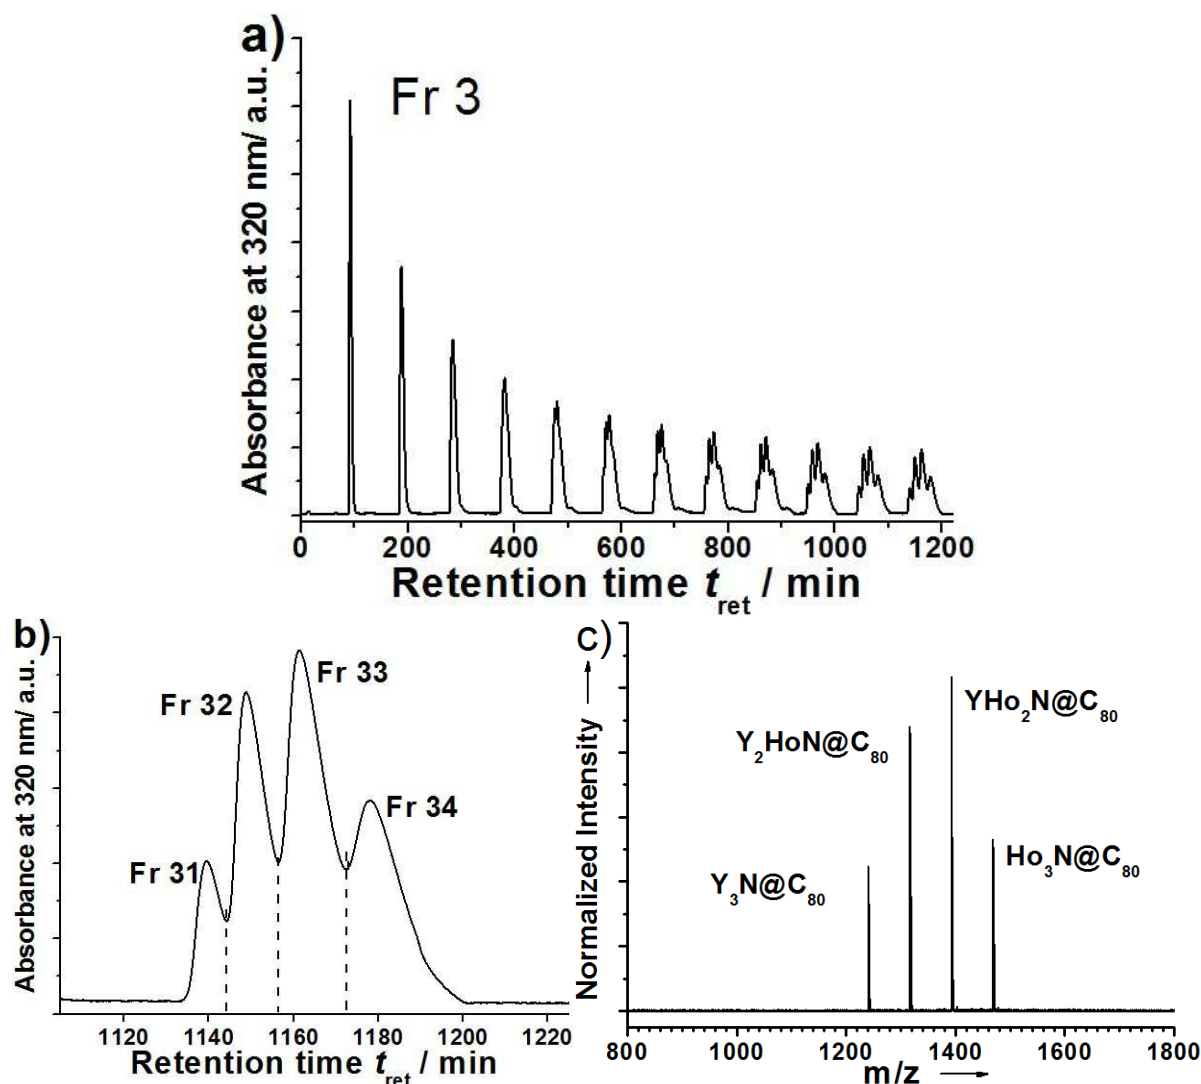 a)
Fr 3
Absorbance at 320 nm/ a.u.
0 200 400 600 800 1000 1200
Retention time t_ret / min
b)
Fr 31
Fr 32
Fr 33
Fr 34
Absorbance at 320 nm/ a.u.
1120 1140 1160 1180 1200 1220
Retention time t_ret / min
c)
Y₃N@C₈₀
Y₂HoN@C₈₀
YHo₂N@C₈₀
Ho₃N@C₈₀
Normalized Intensity
800 1000 1200 1400 1600 1800
m/z